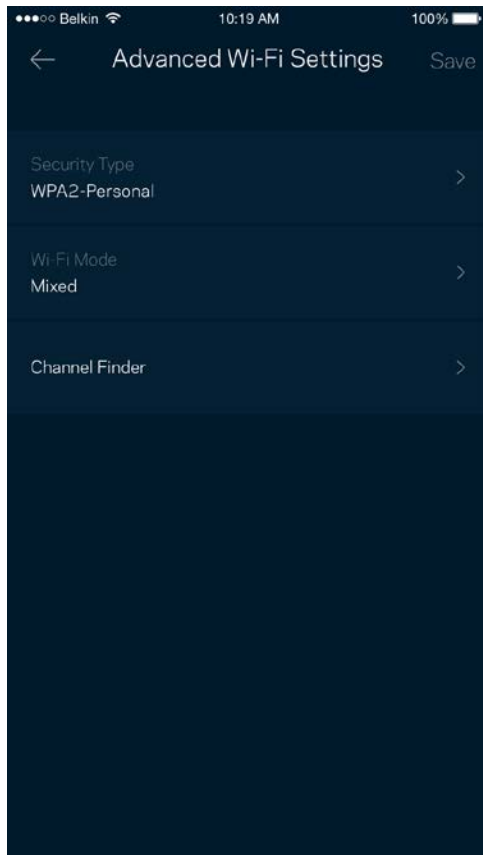 Belkin 10:19 AM 100%
Advanced Wi-Fi Settings Save
Security Type
WPA2-Personal
Wi-Fi Mode
Mixed
Channel Finder